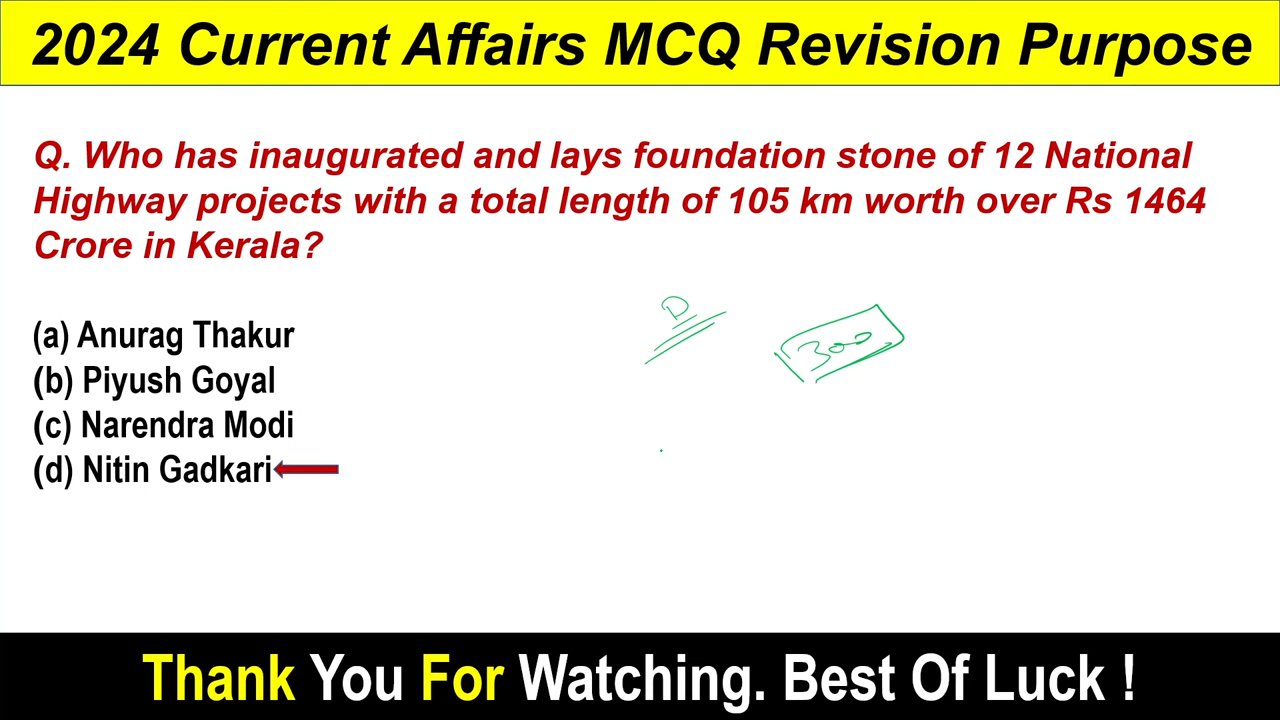 2024 Current Affairs MCQ Revision Purpose
Q. Who has inaugurated and lays foundation stone of 12 National
Highway projects with a total length of 105 km worth over Rs 1464
Crore in Kerala?
D
300
(a) Anurag Thakur
(b) Piyush Goyal
(c) Narendra Modi
(d) Nitin Gadkari
Thank You For Watching. Best Of Luck !